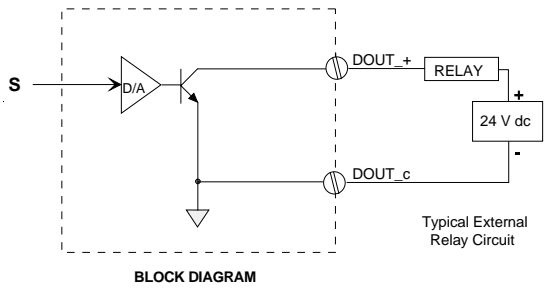 DOUT_+
RELAY
S
D/A
+
24 V dc
-
DOUT_c
Typical External
Relay Circuit
BLOCK DIAGRAM